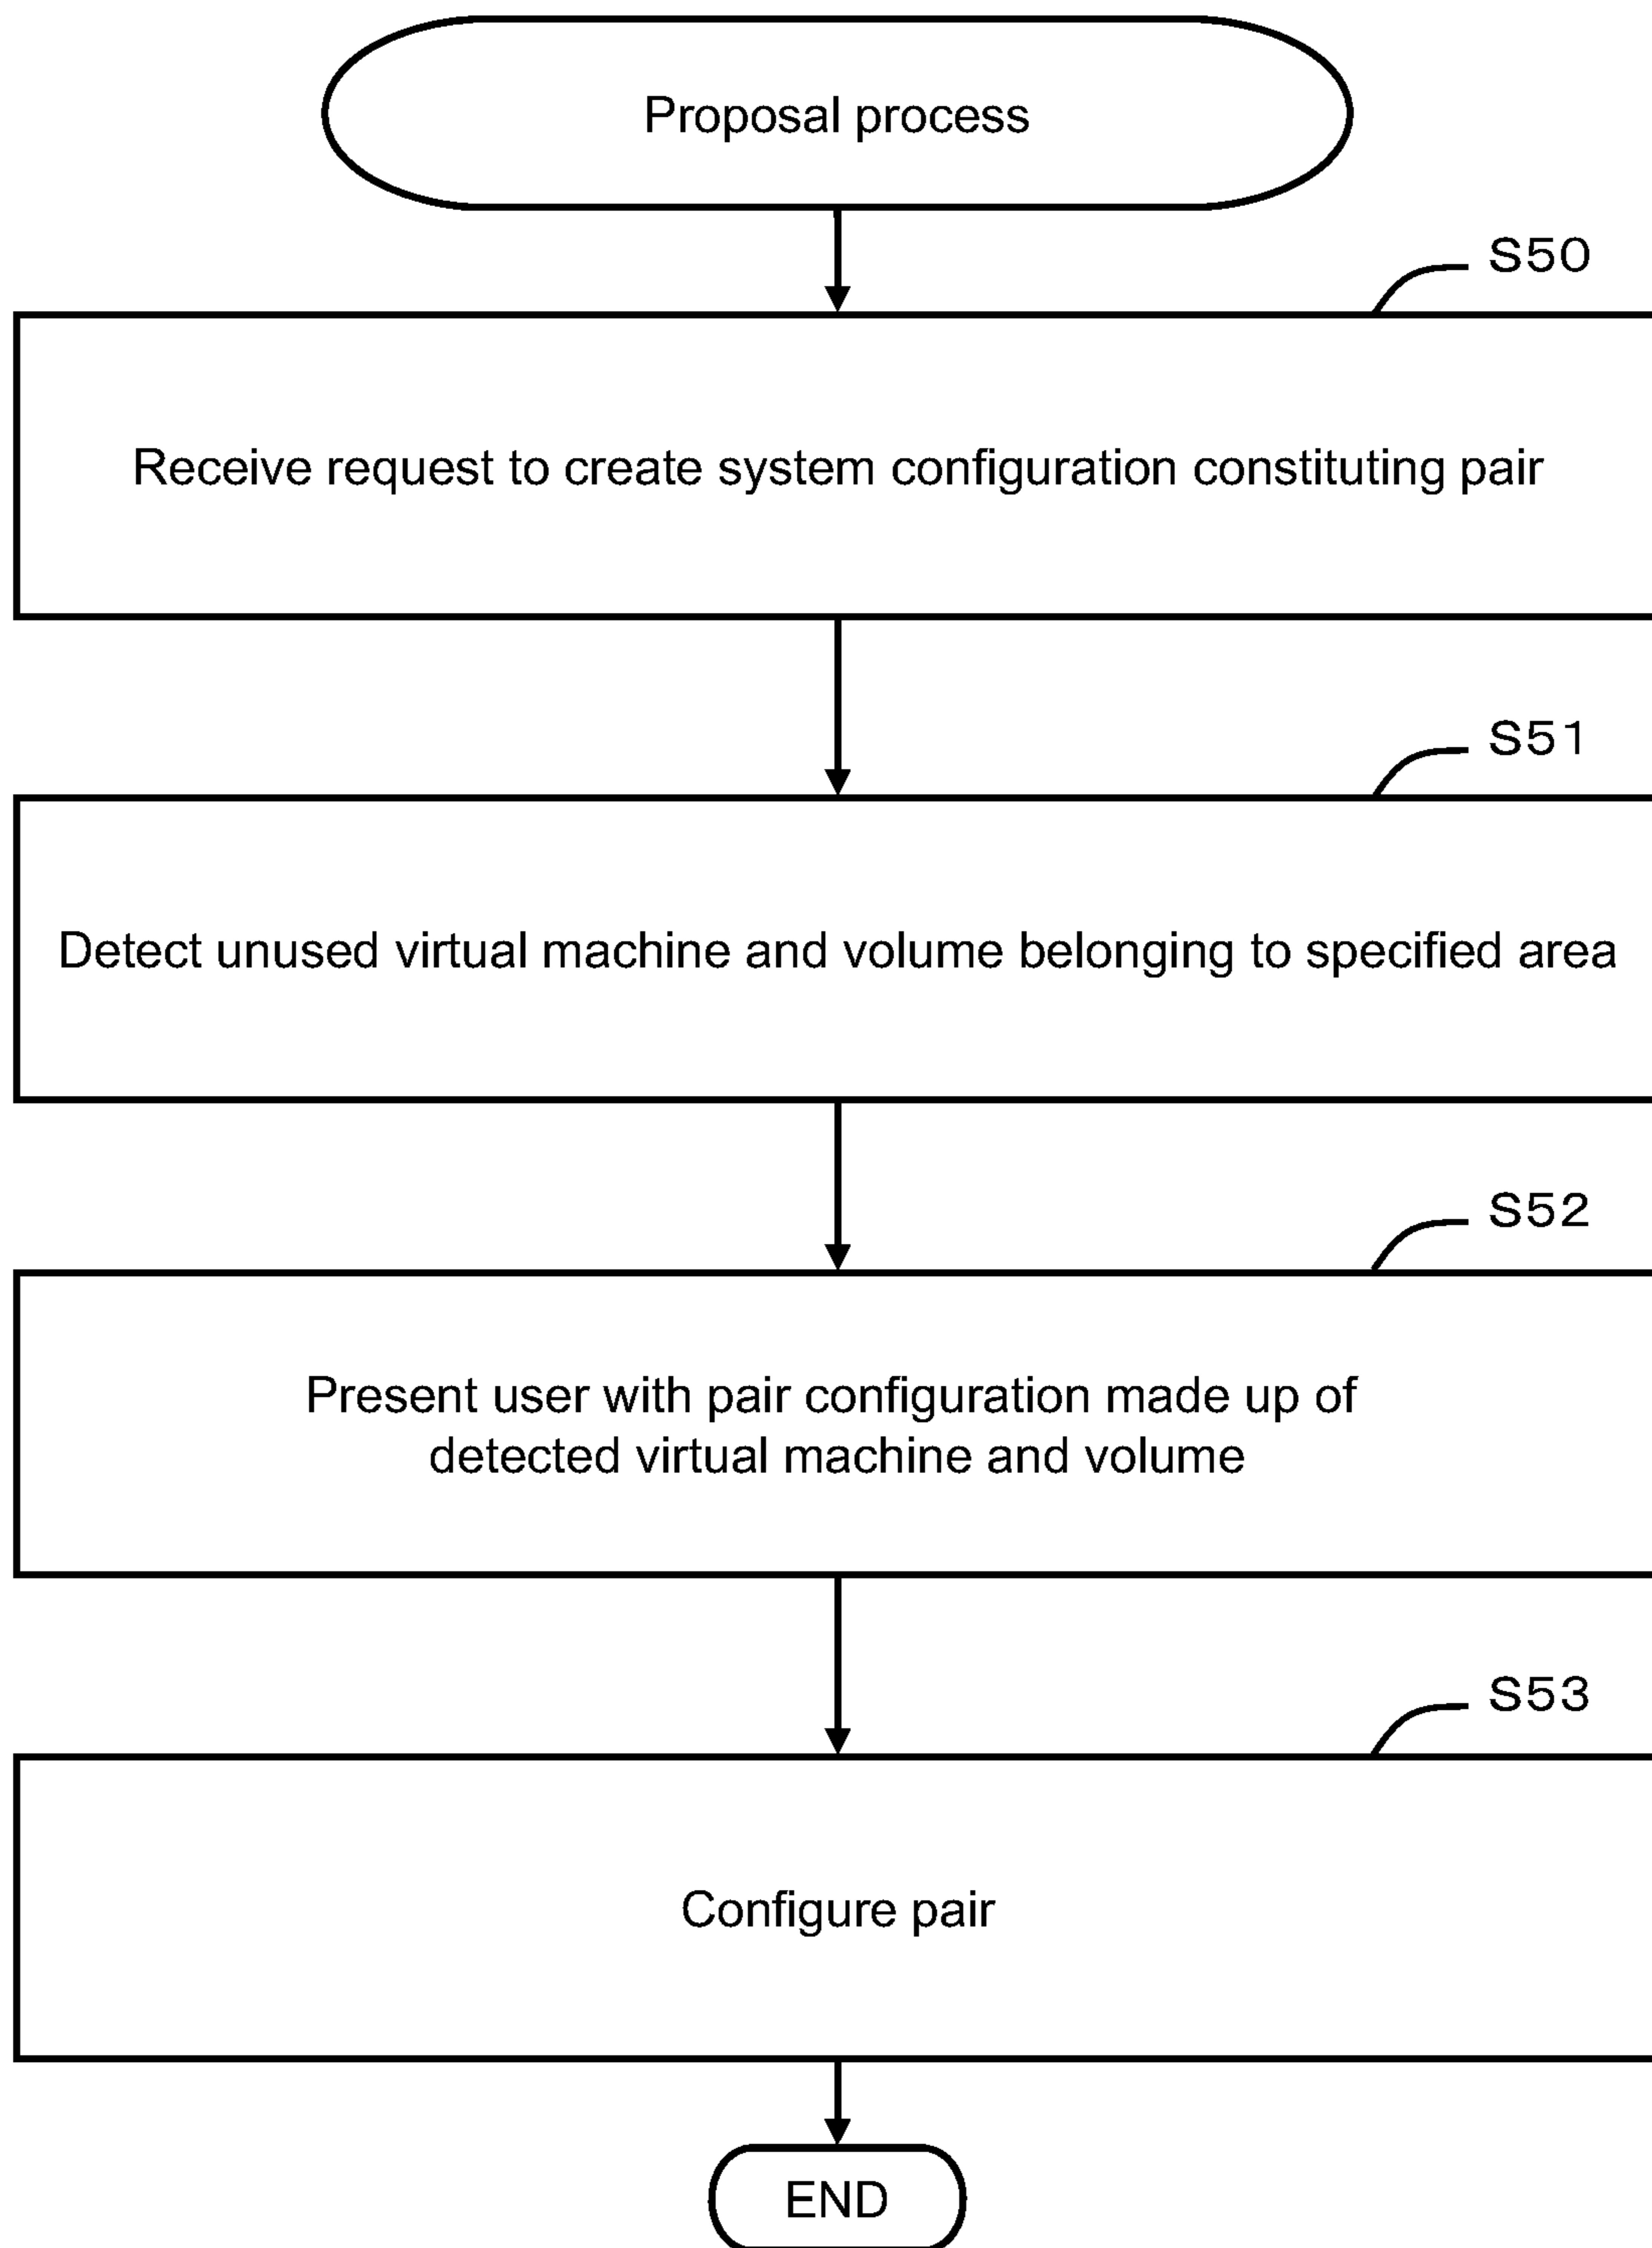 Proposal process
S50
Receive request to create system configuration constituting pair
S51
Detect unused virtual machine and volume belonging to specified area
S52
Present user with pair configuration made up of
detected virtual machine and volume
S53
Configure pair
END